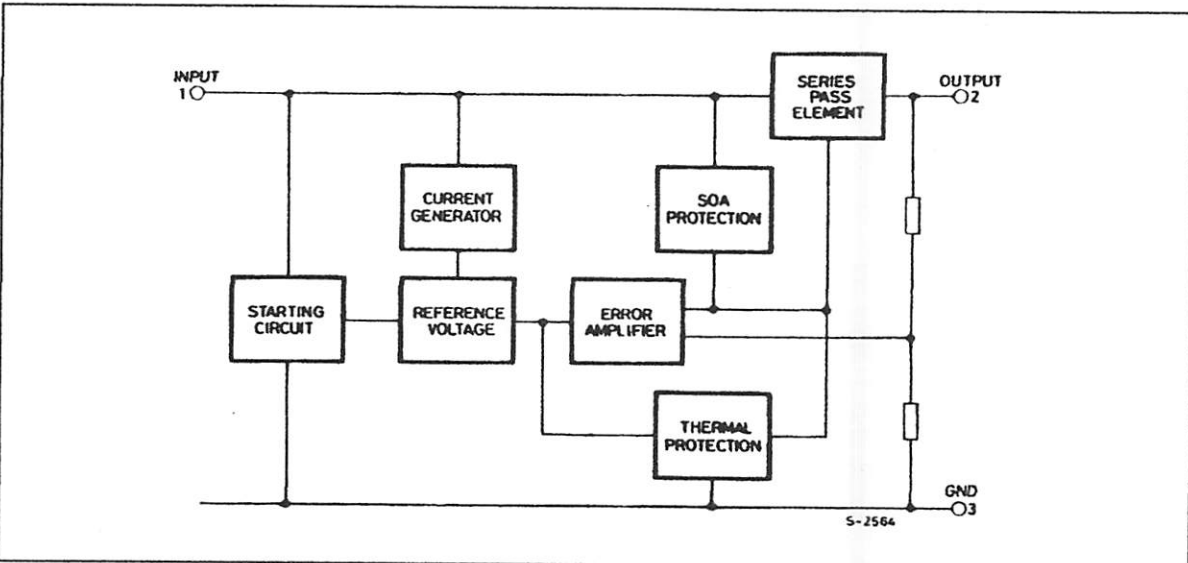 INPUT
1
SERIES
PASS
ELEMENT
OUTPUT
2
CURRENT
GENERATOR
SOA
PROTECTION
STARTING
CIRCUIT
REFERENCE
VOLTAGE
ERROR
AMPLIFIER
THERMAL
PROTECTION
GND
3
S-2564